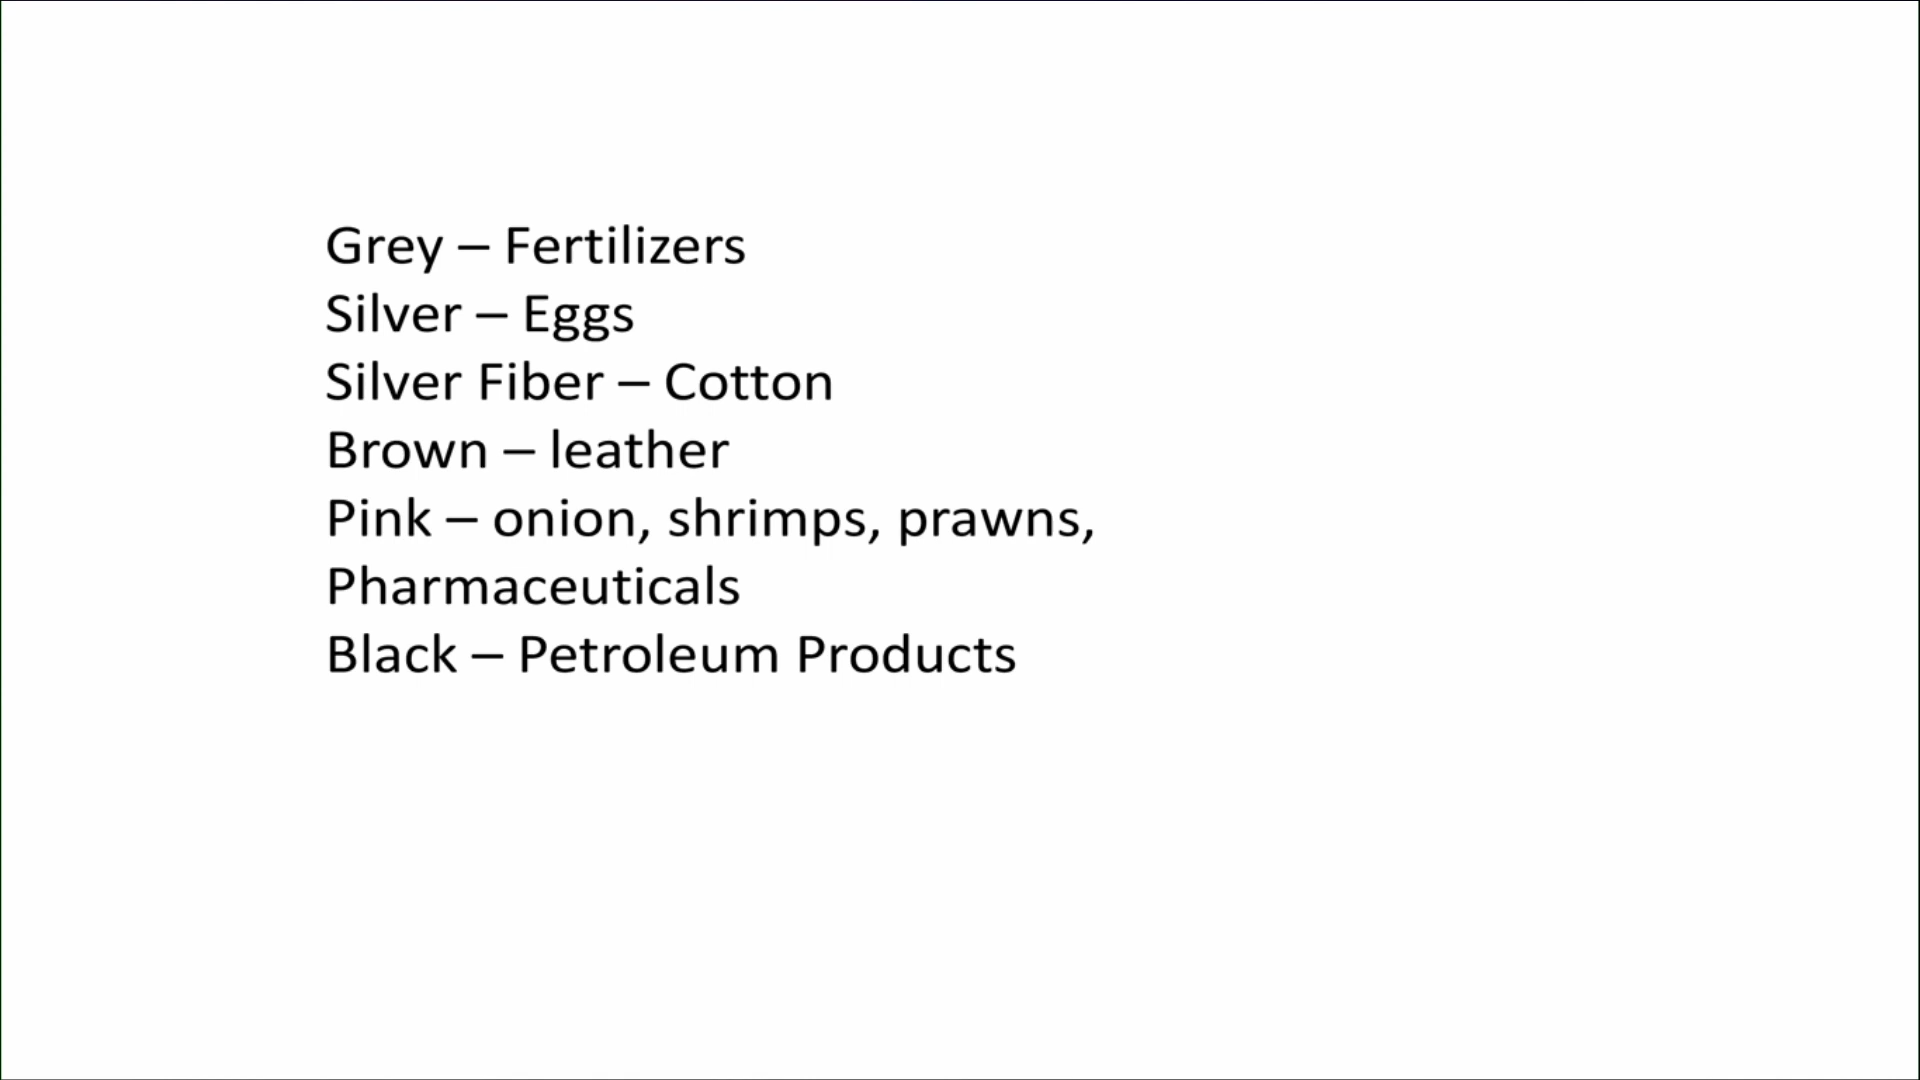 Grey – Fertilizers
Silver – Eggs
Silver Fiber – Cotton
Brown – leather
Pink – onion, shrimps, prawns,
Pharmaceuticals
Black – Petroleum Products